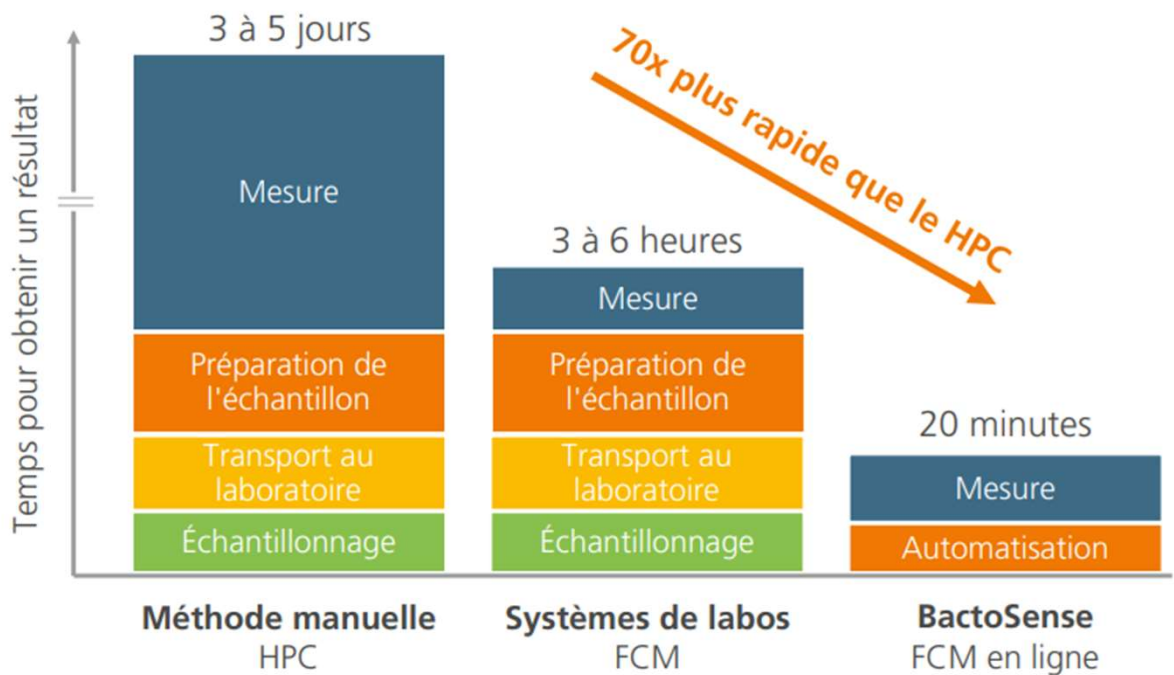 3 à 5 jours
70x plus rapide que le HPC
Temps pour obtenir un résultat
Mesure
3 à 6 heures
Mesure
Préparation de
l'échantillon
Préparation de
l'échantillon
20 minutes
Transport au
laboratoire
Transport au
laboratoire
Mesure
Échantillonnage
Échantillonnage
Automatisation
Méthode manuelle
HPC
Systèmes de labos
FCM
BactoSense
FCM en ligne